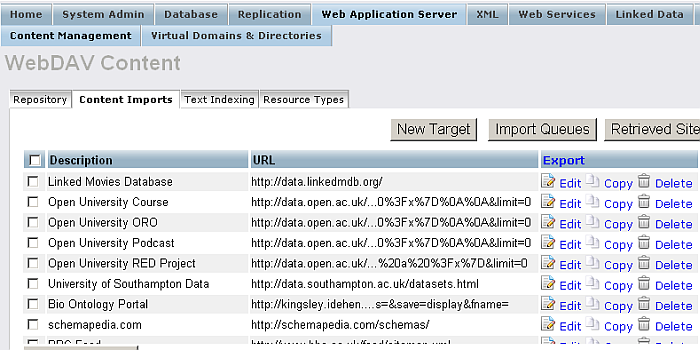 Home System Admin Database Replication Web Application Server XML Web Services Linked Data
Content Management Virtual Domains & Directories
WebDAV Content
Repository Content Imports Text Indexing Resource Types
New Target Import Queues Retrieved Site
Description URL Export
Linked Movies Database http://data.linkedmdb.org/ Edit Copy Delete
Open University Course http://data.open.ac.uk/...0%3Fx%7D%0A%0A&limit=0 Edit Copy Delete
Open University ORO http://data.open.ac.uk/...0%3Fx%7D%0A%0A&limit=0 Edit Copy Delete
Open University Podcast http://data.open.ac.uk/...0%3Fx%7D%0A%0A&limit=0 Edit Copy Delete
Open University RED Project http://data.open.ac.uk/...%20a%20%3Fx%7D&limit=0 Edit Copy Delete
University of Southampton Data http://data.southampton.ac.uk/datasets.html Edit Copy Delete
Bio Ontology Portal http://kingsley.idehen....s=&save=display&fname= Edit Copy Delete
schemapedia.com http://schemapedia.com/schemas/ Edit Copy Delete
Edit Copy Delete